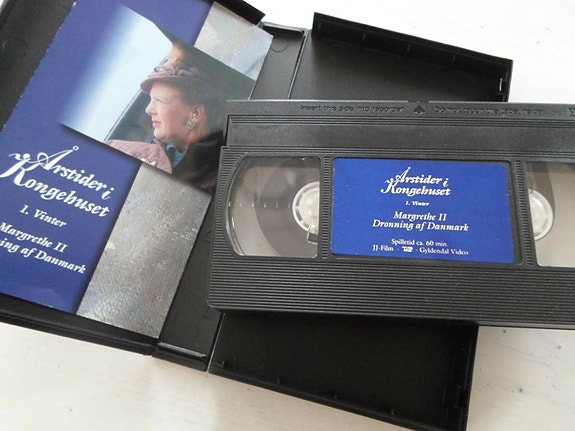 Årstider i
Kongehuset
1. Vinter
Margrethe II
Dronning af Danmark
Insert this side into recorder
Årstider i
Kongehuset
1. Vinter
Margrethe II
Dronning af Danmark
Spilletid ca. 60 min.
JJ-Film · Gyldendal Video